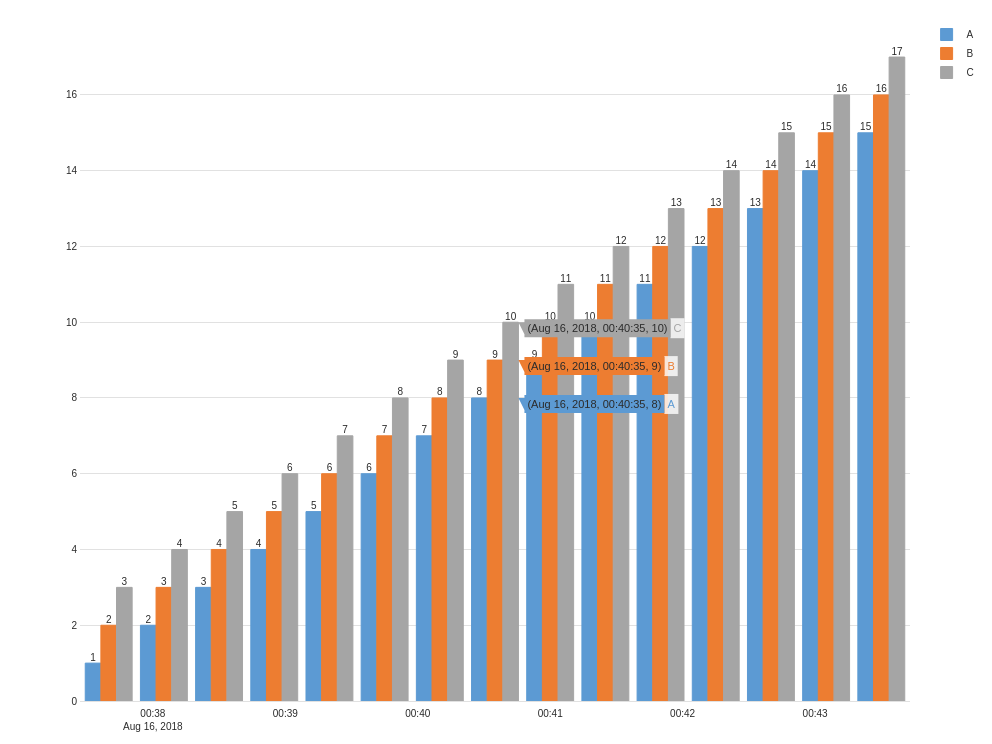 A
B
C
17
16 16
16
15 15 15
14 14 14
14
13 13 13
12 12 12
12
11 11 11
10 10 10
10
(Aug 16, 2018, 00:40:35, 10) C
9 9 9
(Aug 16, 2018, 00:40:35, 9) B
8 8 8
8
(Aug 16, 2018, 00:40:35, 8) A
7 7 7
6 6 6
6
5 5 5
4 4 4
4
3 3 3
2 2
2
1
0
00:38 00:39 00:40 00:41 00:42 00:43
Aug 16, 2018